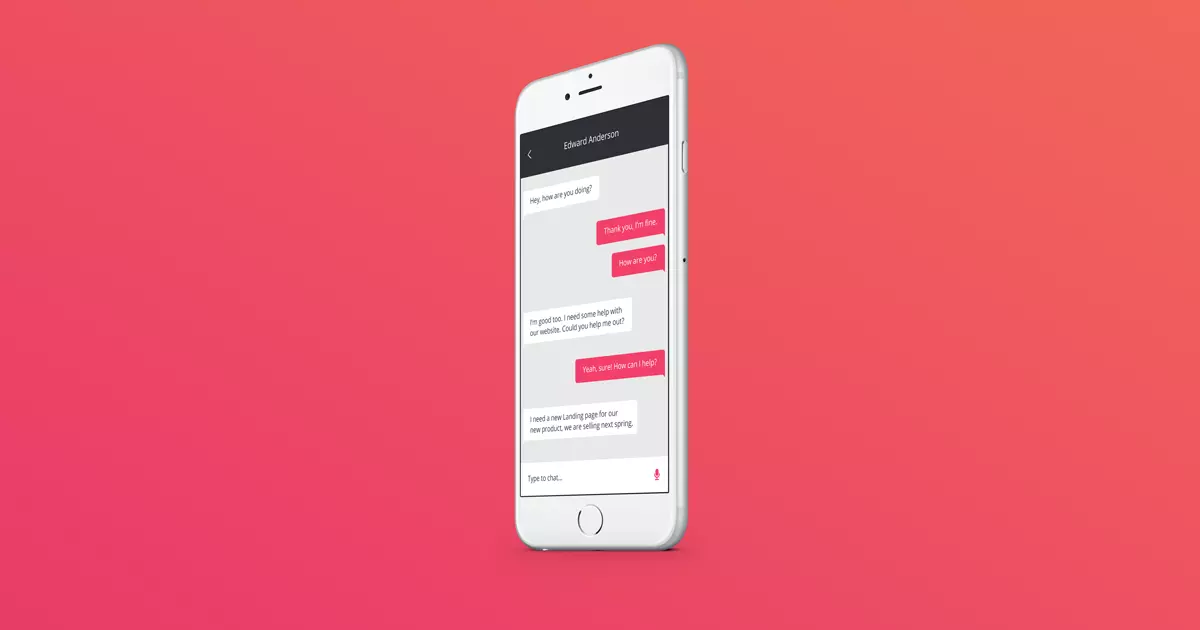 Edward Anderson
Hey, how are you doing?
Thank you, I'm fine.
How are you?
I'm good too. I need some help with
our website. Could you help me out?
Yeah, sure! How can I help?
I need a new Landing page for our
new product, we are selling next spring.
Type to chat...